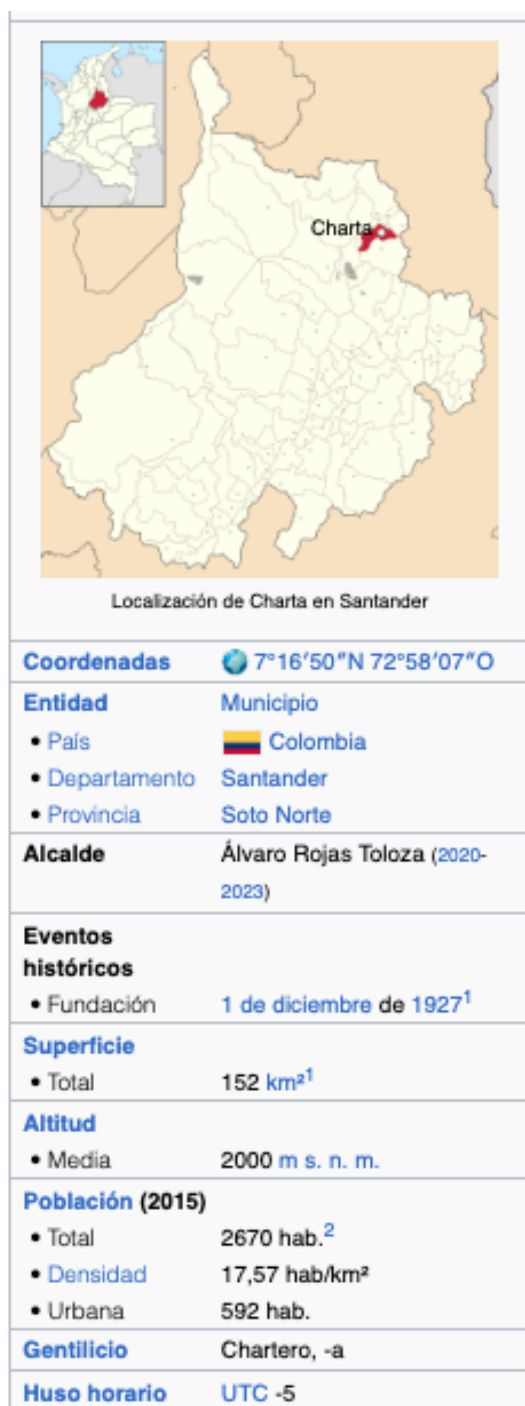 Charta
Localización de Charta en Santander
Coordenadas 7°16′50″N 72°58′07″O
Entidad Municipio
• País Colombia
• Departamento Santander
• Provincia Soto Norte
Alcalde Álvaro Rojas Toloza (2020-
2023)
Eventos
históricos
• Fundación 1 de diciembre de 1927¹
Superficie
• Total 152 km²¹
Altitud
• Media 2000 m s. n. m.
Población (2015)
• Total 2670 hab.²
• Densidad 17,57 hab/km²
• Urbana 592 hab.
Gentilicio Chartero, -a
Huso horario UTC -5